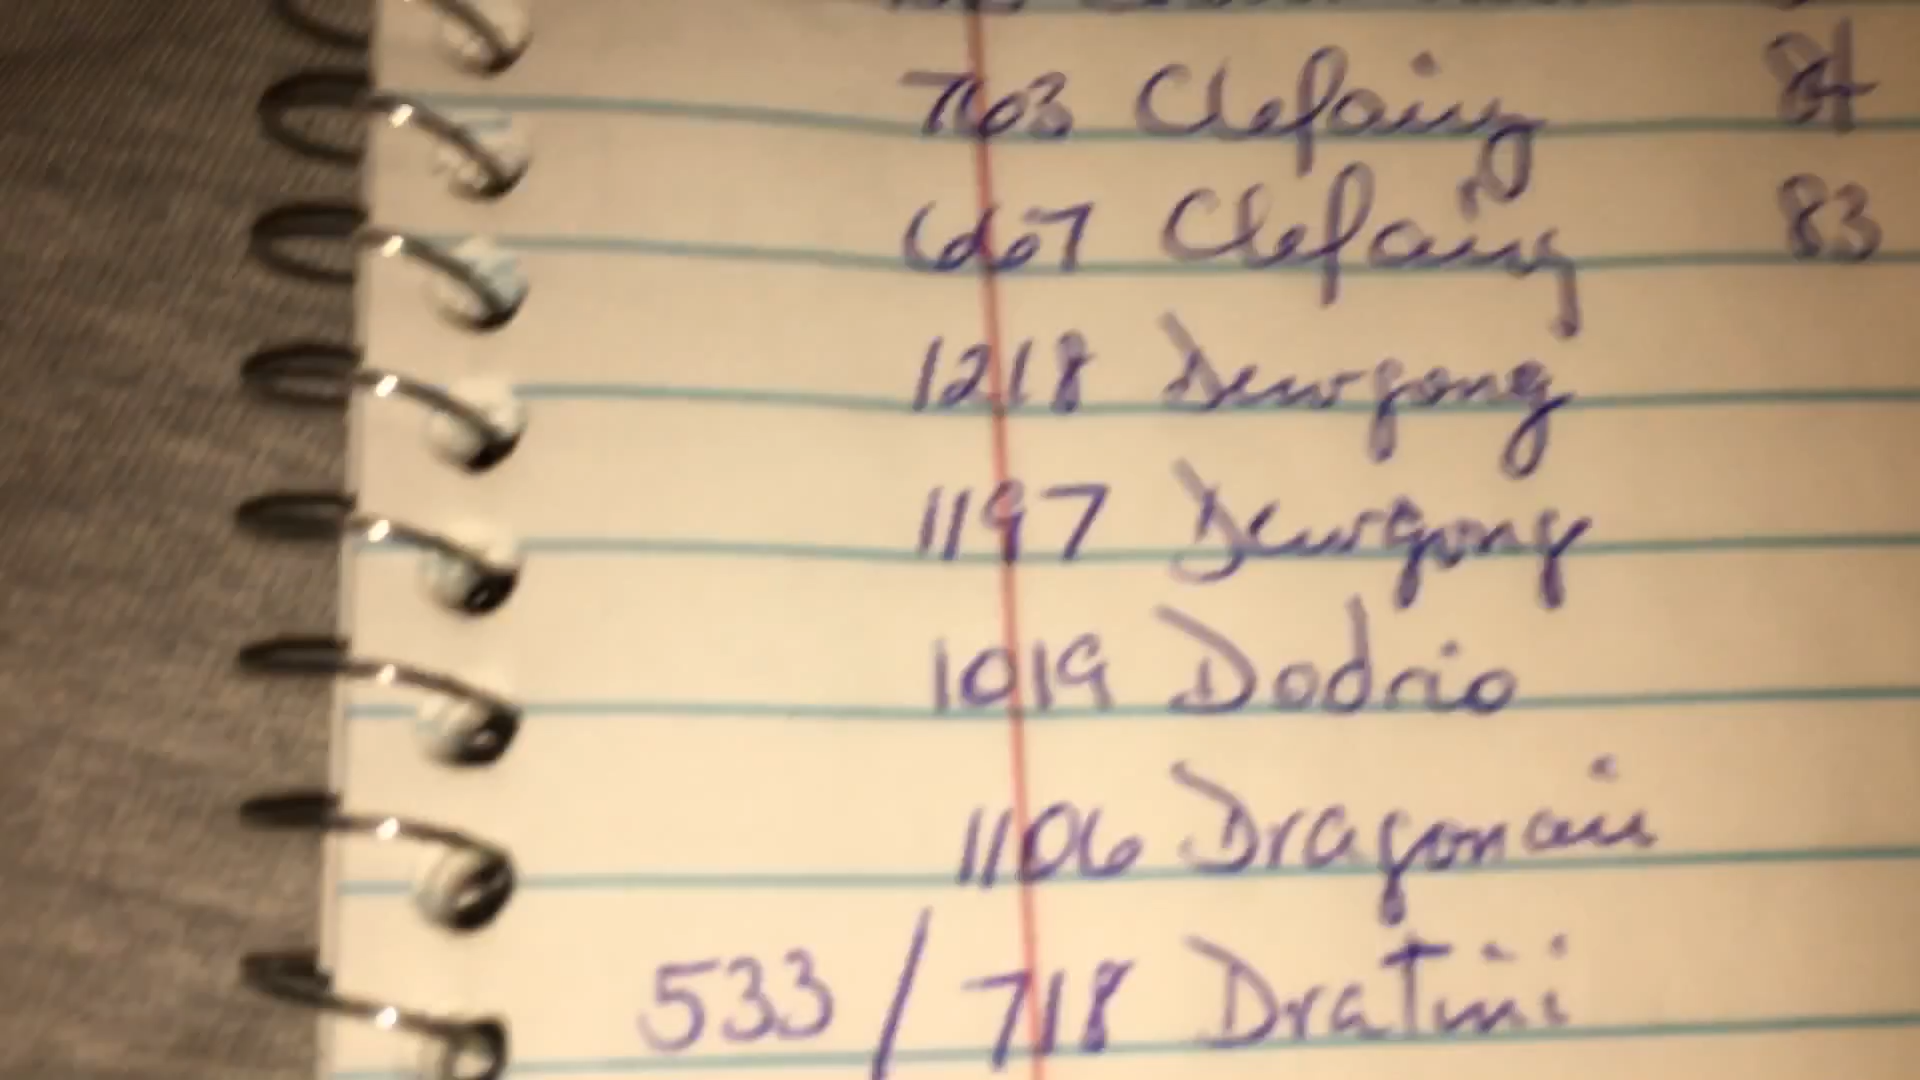 763 Clefairy 84
667 Clefairy 83
1218 Dewgong
1197 Dewgong
1019 Dodrio
1106 Dragonair
533 / 718 Dratini